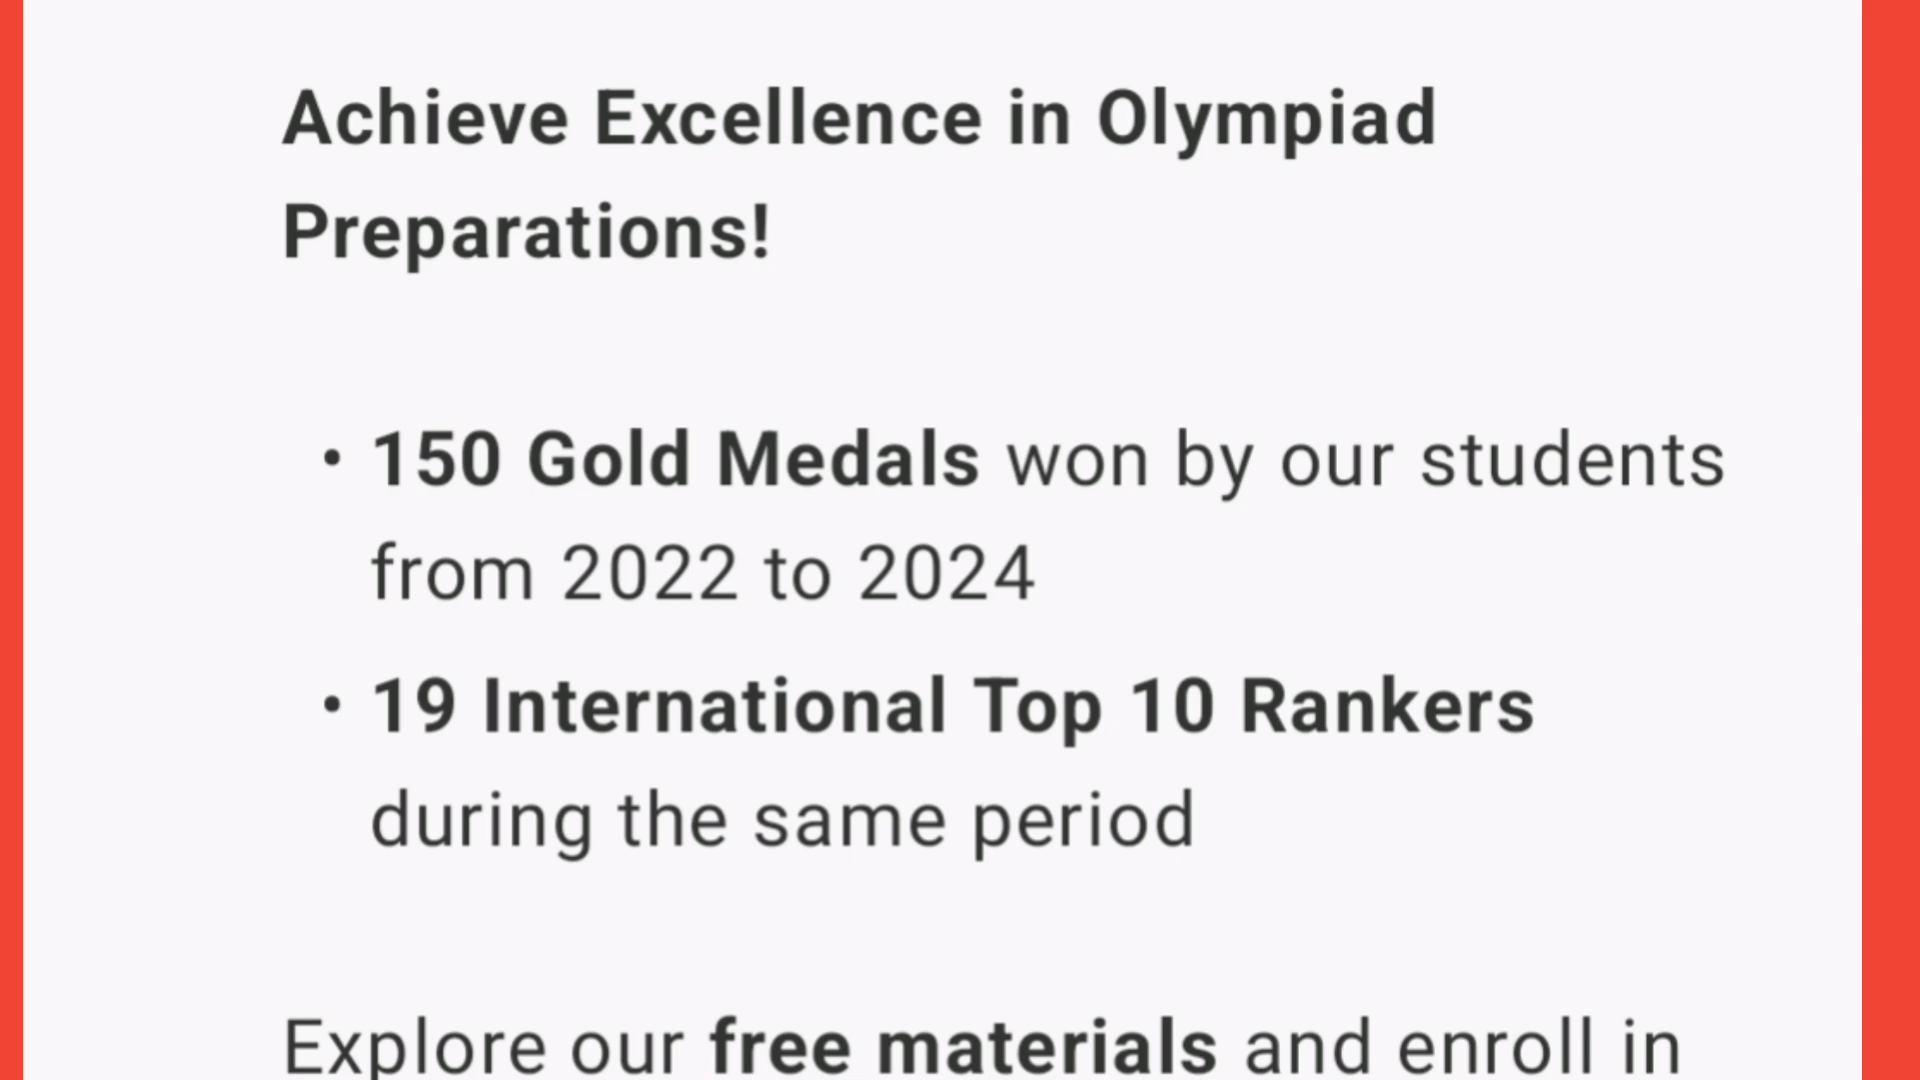 Achieve Excellence in Olympiad
Preparations!
• 150 Gold Medals won by our students
from 2022 to 2024
• 19 International Top 10 Rankers
during the same period
Explore our free materials and enroll in